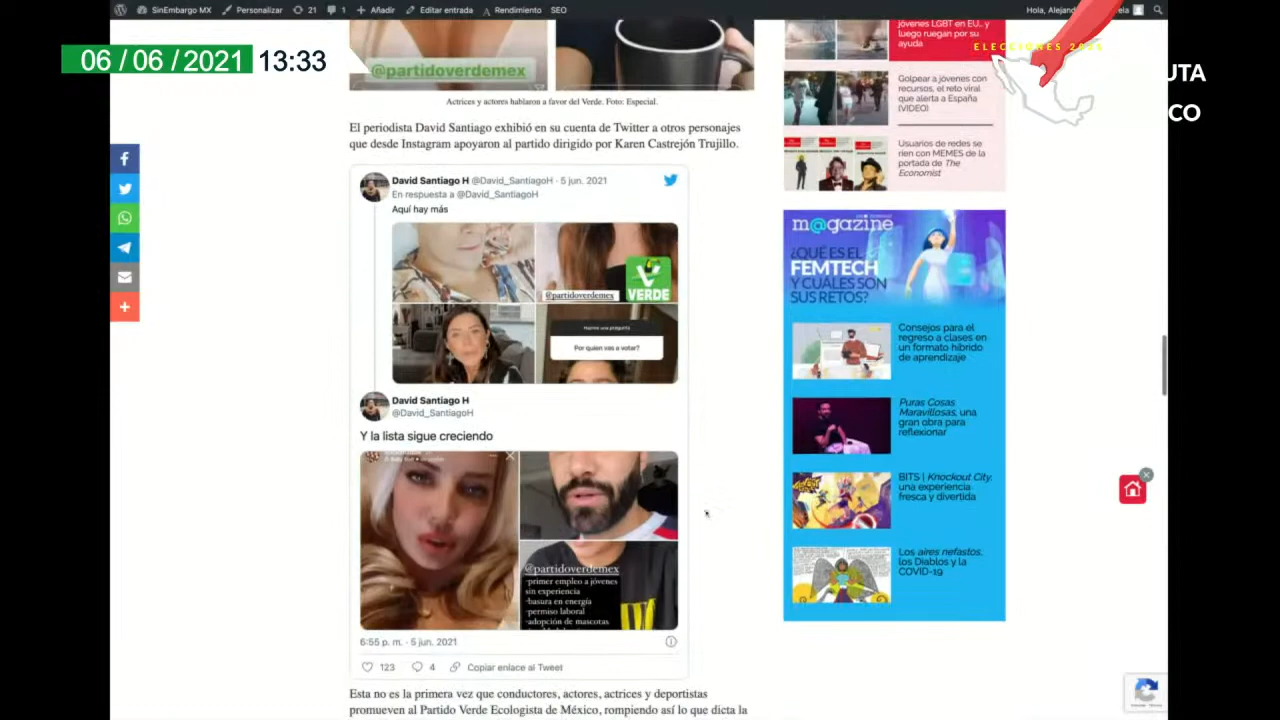 SinEmbargo MX
Personalizar
21
1
Añadir
Editar entrada
Rendimiento
SEO
06/06/2021 13:33
ELECCIONES
UTA
CO
@partidoverdemex
Actrices y actores hablaron a favor del Verde. Foto: Especial.
El periodista David Santiago exhibió en su cuenta de Twitter a otros personajes
que desde Instagram apoyaron al partido dirigido por Karen Castrejón Trujillo.
David Santiago H @David_SantiagoH · 5 jun. 2021
En respuesta a @David_SantiagoH
Aquí hay más
@partidoverdemex
VERDE
Hazme una pregunta
Por quien vas a votar?
David Santiago H
@David_SantiagoH
Y la lista sigue creciendo
@partidoverdemex
-primer empleo a jóvenes
sin experiencia
-basura en energía
-permiso laboral
-adopción de mascotas
6:55 p. m. · 5 jun. 2021
123
4
Copiar enlace al Tweet
Esta no es la primera vez que conductores, actores, actrices y deportistas
promueven al Partido Verde Ecologista de México, rompiendo así lo que dicta la
jóvenes LGBT en EU., y
luego ruegan por su
ayuda
Golpear a jóvenes con
recursos, el reto viral
que alerta a España
(VIDEO)
Usuarios de redes se
ríen con MEMES de la
portada de The
Economist
m@gazine
¿QUÉ ES EL
FEMTECH
Y CUÁLES SON
SUS RETOS?
Consejos para el
regreso a clases en
un formato híbrido
de aprendizaje
Puras Cosas
Maravillosas, una
gran obra para
reflexionar
BITS | Knockout City,
una experiencia
fresca y divertida
Los aires nefastos,
los Diablos y la
COVID-19